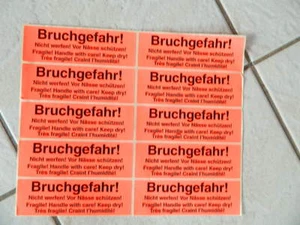 Bruchgefahr!
Nicht werfen! Vor Nässe schützen!
Fragile! Handle with care! Keep dry!
Très fragile! Craint l'humidité!
Bruchgefahr!
Nicht werfen! Vor Nässe schützen!
Fragile! Handle with care! Keep dry!
Très fragile! Craint l'humidité!
Bruchgefahr!
Nicht werfen! Vor Nässe schützen!
Fragile! Handle with care! Keep dry!
Très fragile! Craint l'humidité!
Bruchgefahr!
Nicht werfen! Vor Nässe schützen!
Fragile! Handle with care! Keep dry!
Très fragile! Craint l'humidité!
Bruchgefahr!
Nicht werfen! Vor Nässe schützen!
Fragile! Handle with care! Keep dry!
Très fragile! Craint l'humidité!
Bruchgefahr!
Nicht werfen! Vor Nässe schützen!
Fragile! Handle with care! Keep dry!
Très fragile! Craint l'humidité!
Bruchgefahr!
Nicht werfen! Vor Nässe schützen!
Fragile! Handle with care! Keep dry!
Très fragile! Craint l'humidité!
Bruchgefahr!
Nicht werfen! Vor Nässe schützen!
Fragile! Handle with care! Keep dry!
Très fragile! Craint l'humidité!
Bruchgefahr!
Nicht werfen! Vor Nässe schützen!
Fragile! Handle with care! Keep dry!
Très fragile! Craint l'humidité!
Bruchgefahr!
Nicht werfen! Vor Nässe schützen!
Fragile! Handle with care! Keep dry!
Très fragile! Craint l'humidité!